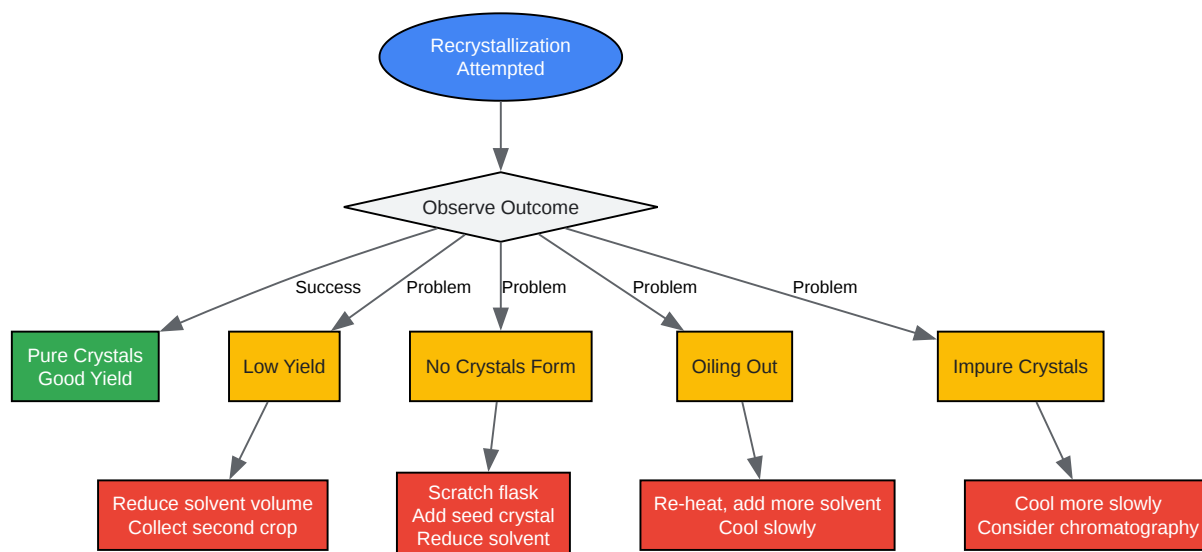 Recrystallization
Attempted
Observe Outcome
Success
Problem
Problem
Problem
Problem
Pure Crystals
Good Yield
Low Yield
No Crystals Form
Oiling Out
Impure Crystals
Reduce solvent volume
Collect second crop
Scratch flask
Add seed crystal
Reduce solvent
Re-heat, add more solvent
Cool slowly
Cool more slowly
Consider chromatography